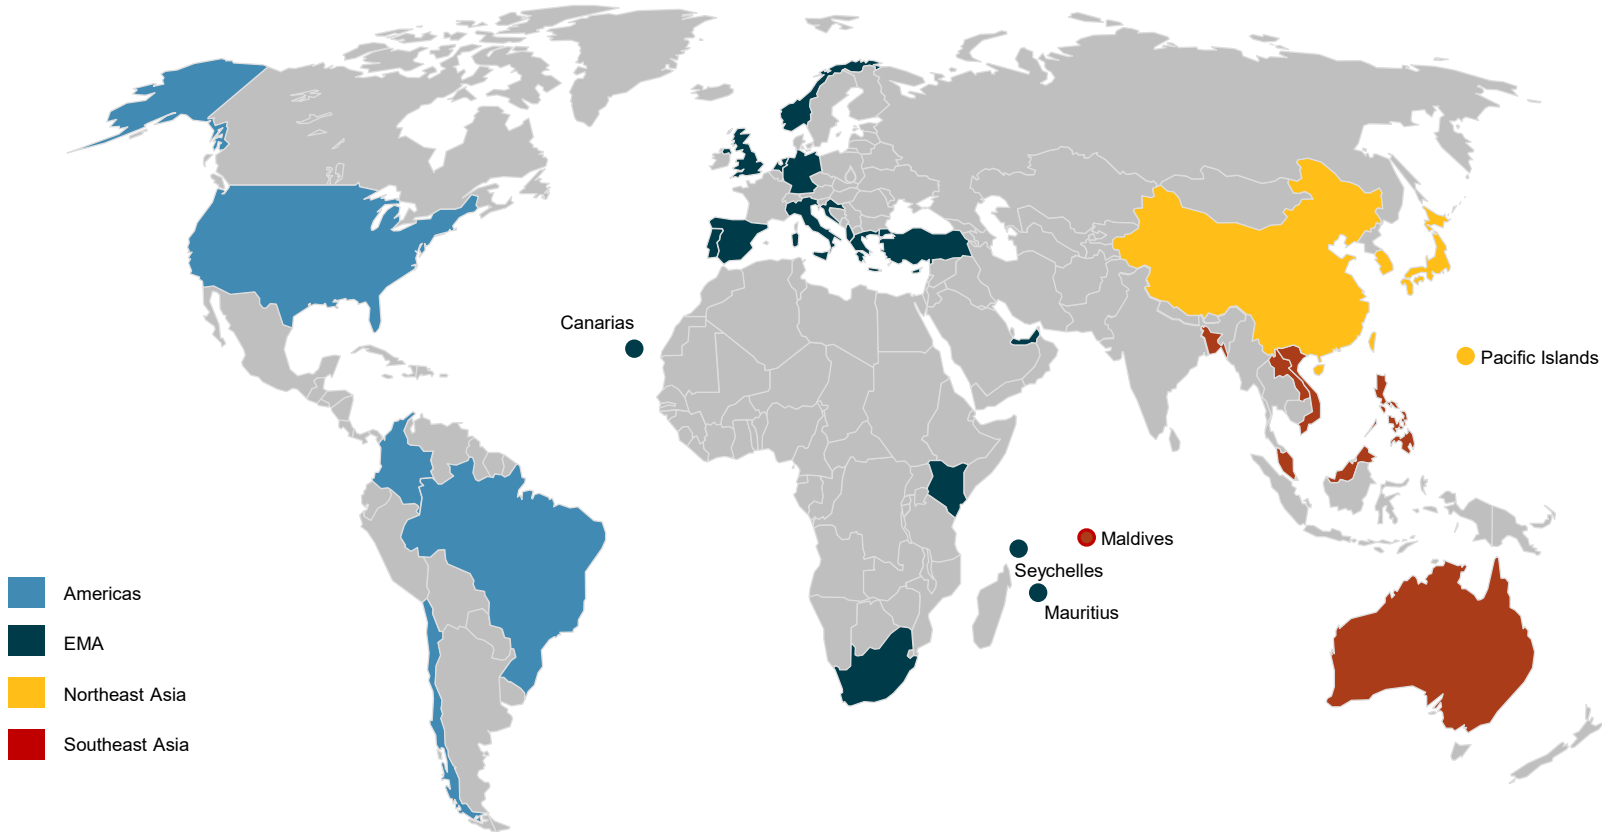 Canarias
Pacific Islands
Maldives
Seychelles
Mauritius
Americas
EMA
Northeast Asia
Southeast Asia